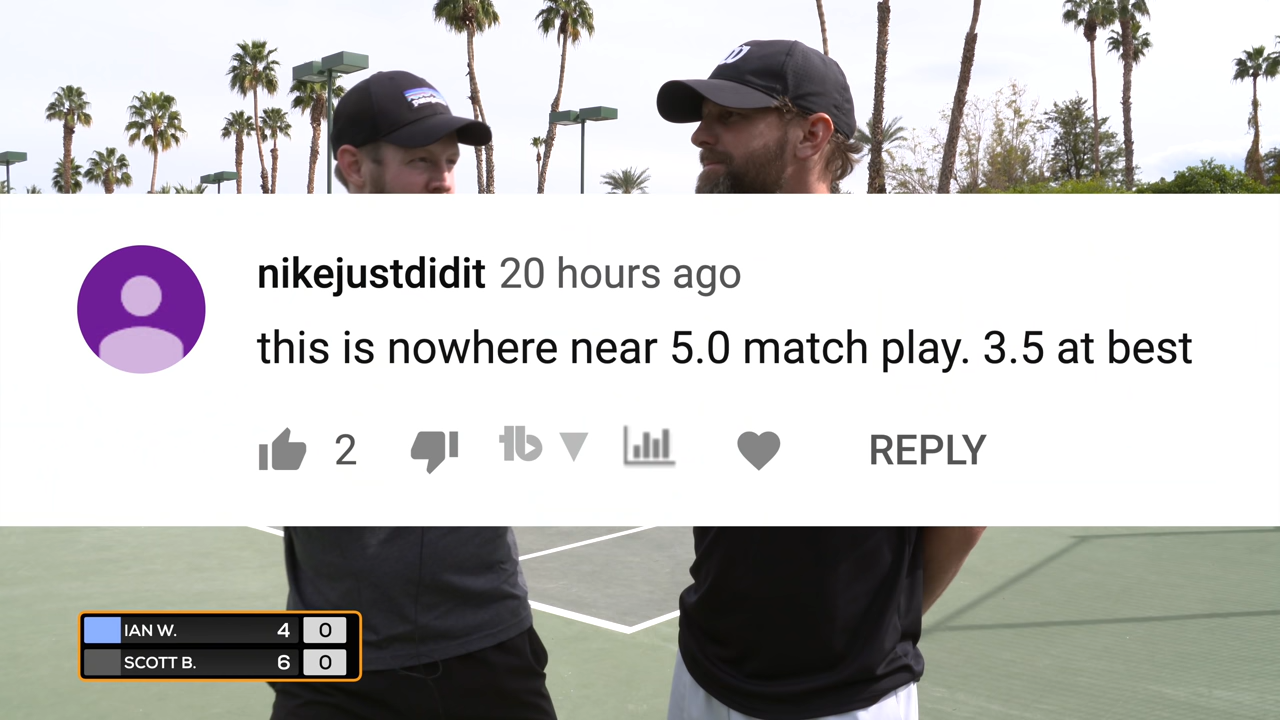 nikejustdidit 20 hours ago
this is nowhere near 5.0 match play. 3.5 at best
2 tb REPLY
IAN W. 4 0
SCOTT B. 6 0